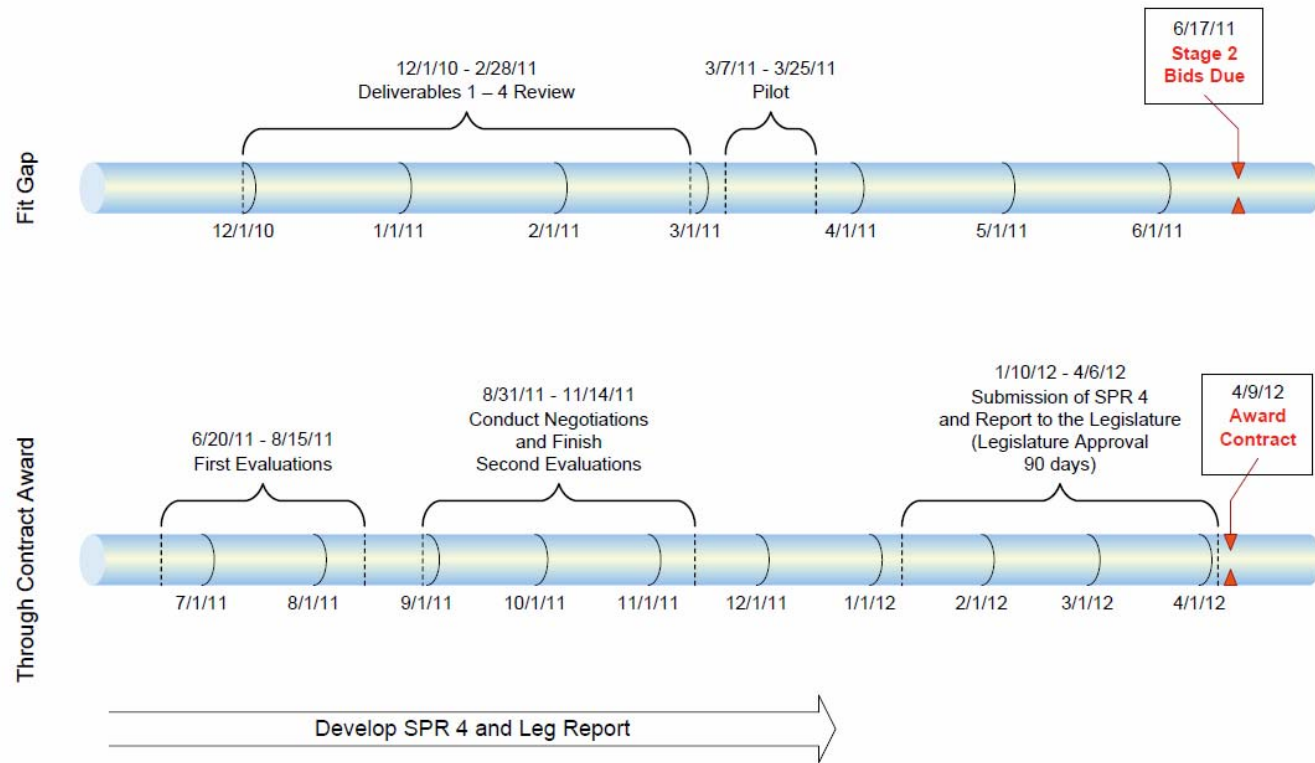 Fit Gap
12/1/10 - 2/28/11
Deliverables 1 – 4 Review
3/7/11 - 3/25/11
Pilot
6/17/11
Stage 2
Bids Due
12/1/10
1/1/11
2/1/11
3/1/11
4/1/11
5/1/11
6/1/11
Through Contract Award
6/20/11 - 8/15/11
First Evaluations
8/31/11 - 11/14/11
Conduct Negotiations
and Finish
Second Evaluations
1/10/12 - 4/6/12
Submission of SPR 4
and Report to the Legislature
(Legislature Approval
90 days)
4/9/12
Award
Contract
7/1/11
8/1/11
9/1/11
10/1/11
11/1/11
12/1/11
1/1/12
2/1/12
3/1/12
4/1/12
Develop SPR 4 and Leg Report